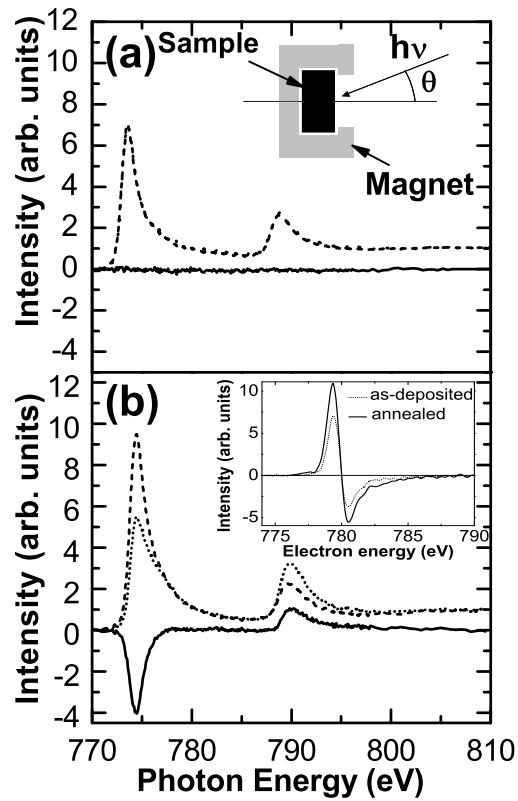 (a)
Sample
hν
θ
Magnet
Intensity (arb. units)
12
10
8
6
4
2
0
-2
-4
(b)
Intensity (arb. units)
12
10
8
6
4
2
0
-2
-4
as-deposited
annealed
Intensity (arb. units)
10
5
0
-5
775 780 785 790
Electron energy (eV)
770 780 790 800 810
Photon Energy (eV)